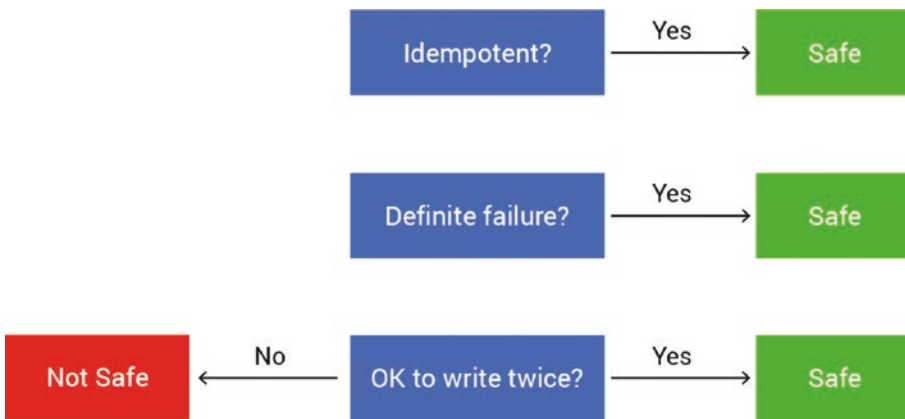 Idempotent?
Yes
Safe
Definite failure?
Yes
Safe
Not Safe
No
OK to write twice?
Yes
Safe